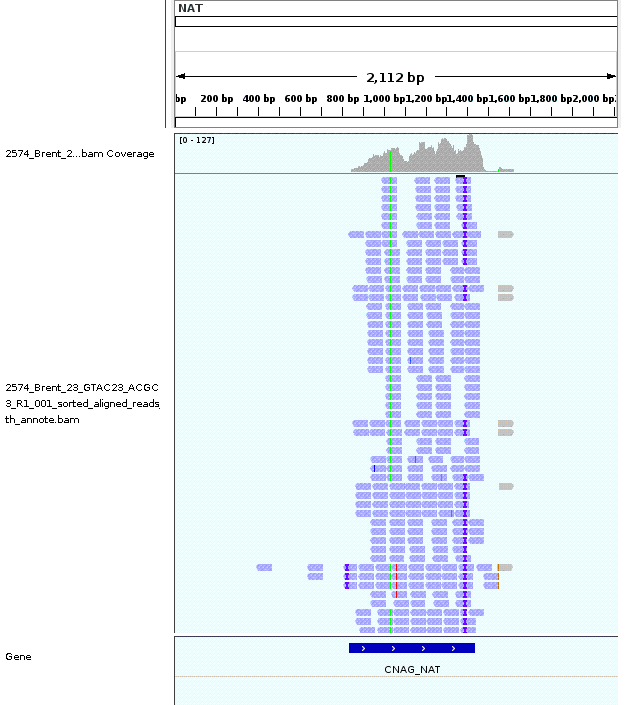 NAT
2,112 bp
bp 200 bp 400 bp 600 bp 800 bp 1,000 bp 1,200 bp 1,400 bp 1,600 bp 1,800 bp 2,000 bp
[0 - 127]
2574_Brent_2...bam Coverage
2574_Brent_23_GTAC23_ACGC
3_R1_001_sorted_aligned_reads_
th_annote.bam
Gene
CNAG_NAT